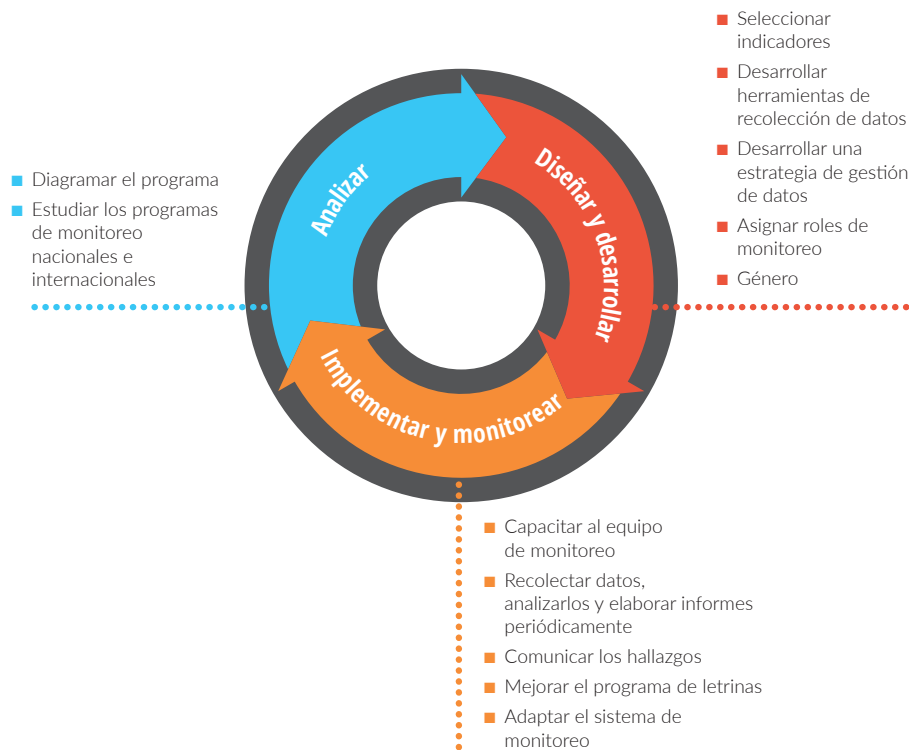 Seleccionar
indicadores
Desarrollar
herramientas de
recolección de datos
Desarrollar una
estrategia de gestión
de datos
Asignar roles de
monitoreo
Género
Diagramar el programa
Estudiar los programas
de monitoreo
nacionales e
internacionales
Analizar
Diseñar y desarrollar
Implementar y monitorear
Capacitar al equipo
de monitoreo
Recolectar datos,
analizarlos y elaborar informes
periódicamente
Comunicar los hallazgos
Mejorar el programa de letrinas
Adaptar el sistema de
monitoreo